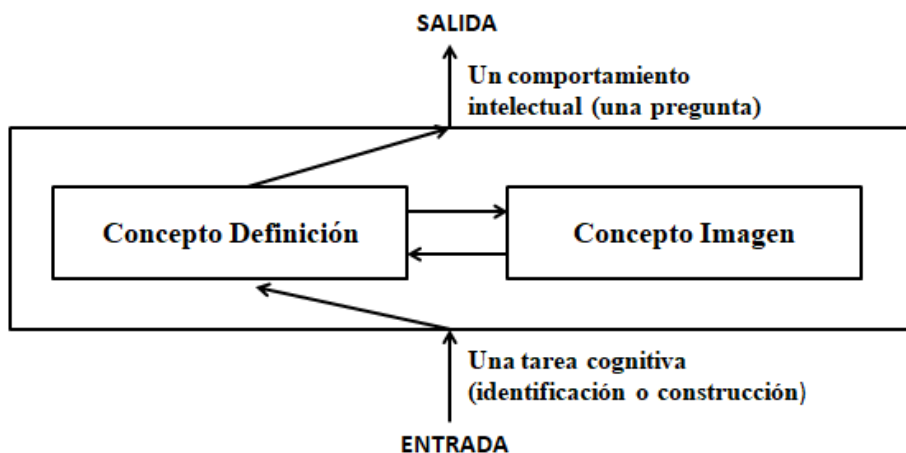 SALIDA
Un comportamiento
intelectual (una pregunta)
Concepto Definición
Concepto Imagen
Una tarea cognitiva
(identificación o construcción)
ENTRADA